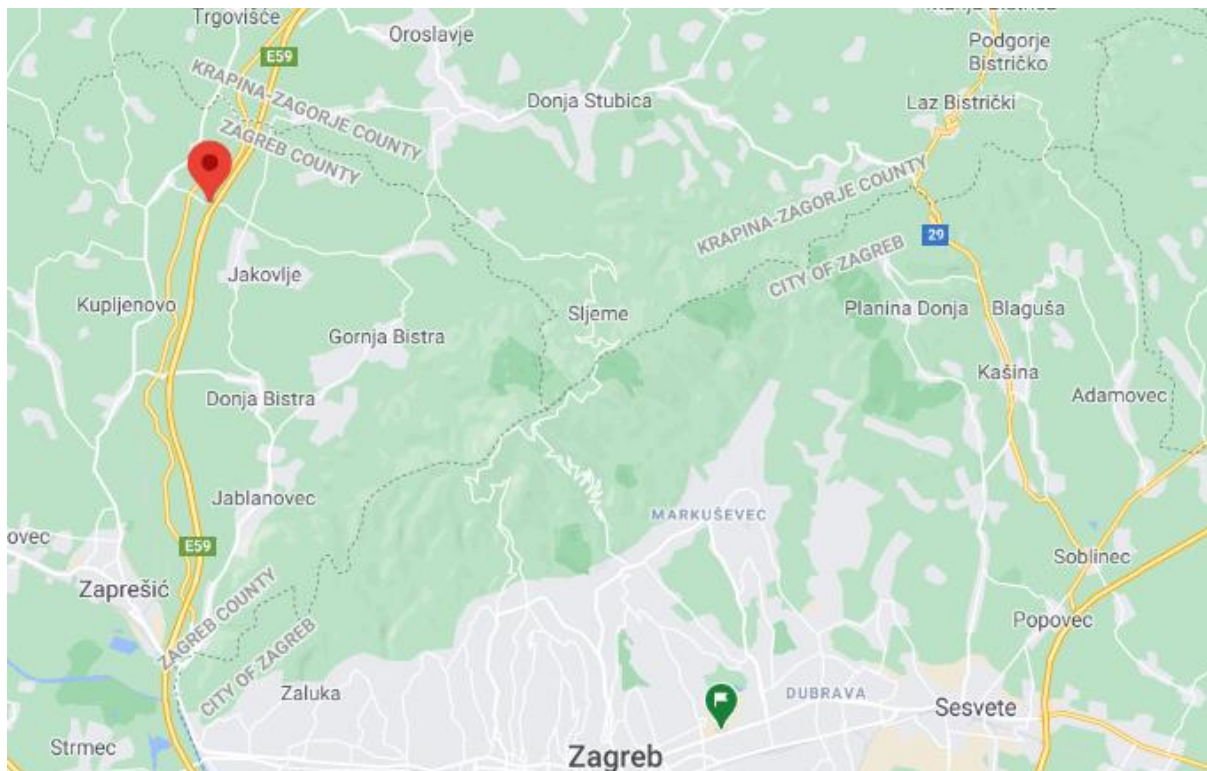 Trgovišće
Oroslavje
Podgorje
Bistričko
E59
KRAPINA-ZAGORJE COUNTY
ZAGREB COUNTY
Donja Stubica
Laz Bistrički
KRAPINA-ZAGORJE COUNTY
CITY OF ZAGREB
29
Jakovlje
Kupljenovo
Sljeme
Planina Donja
Blaguša
Gornja Bistra
Kašina
Donja Bistra
Adamovec
Jablanovec
MARKUŠEVEC
ovec
E59
Soblinec
Zaprešić
Popovec
ZAGREB COUNTY
CITY OF ZAGREB
Zaluka
DUBRAVA
Sesvete
Strmec
Zagreb